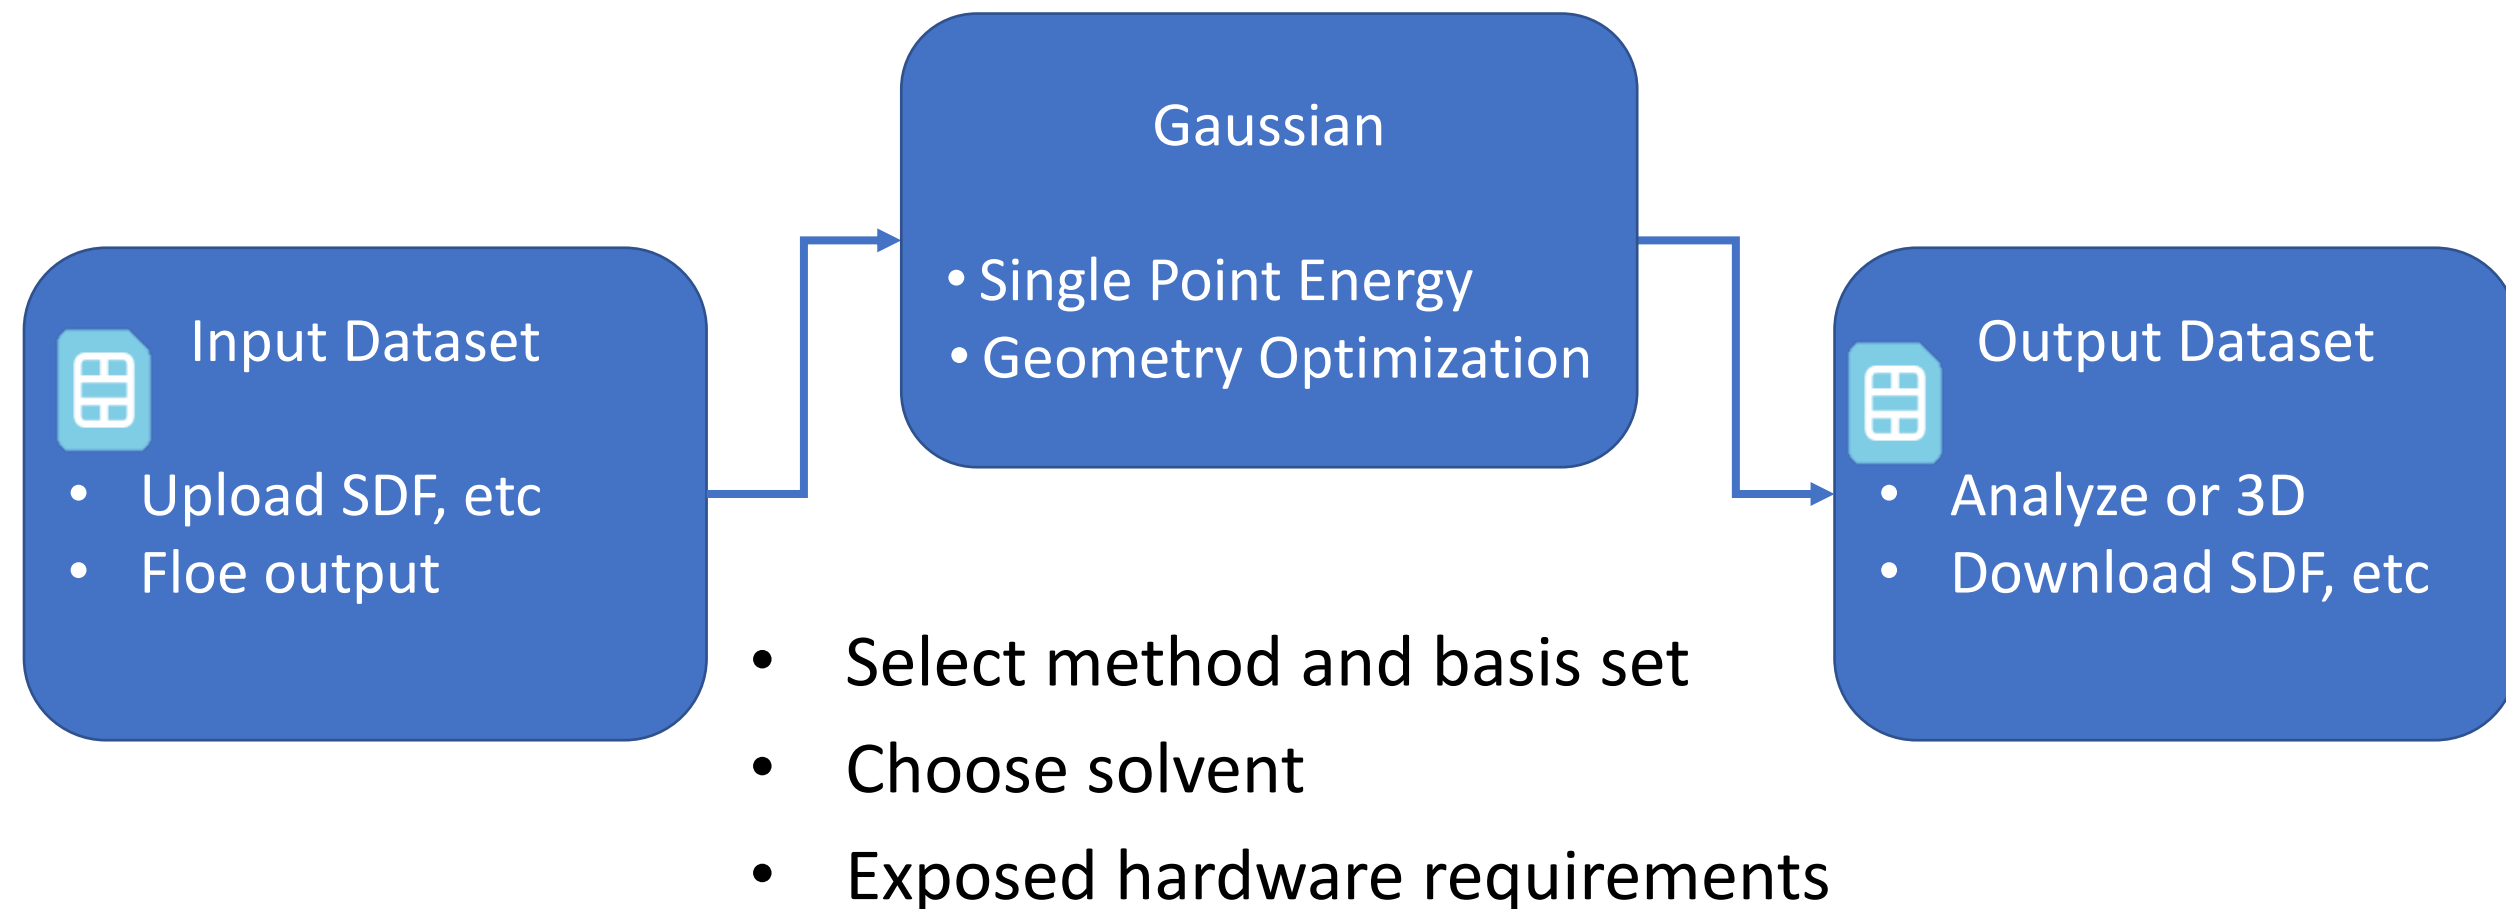 Gaussian
• Single Point Energy
• Geometry Optimization
Input Dataset
• Upload SDF, etc
• Floe output
Output Dataset
• Analyze or 3D
• Download SDF, etc
• Select method and basis set
• Choose solvent
• Exposed hardware requirements